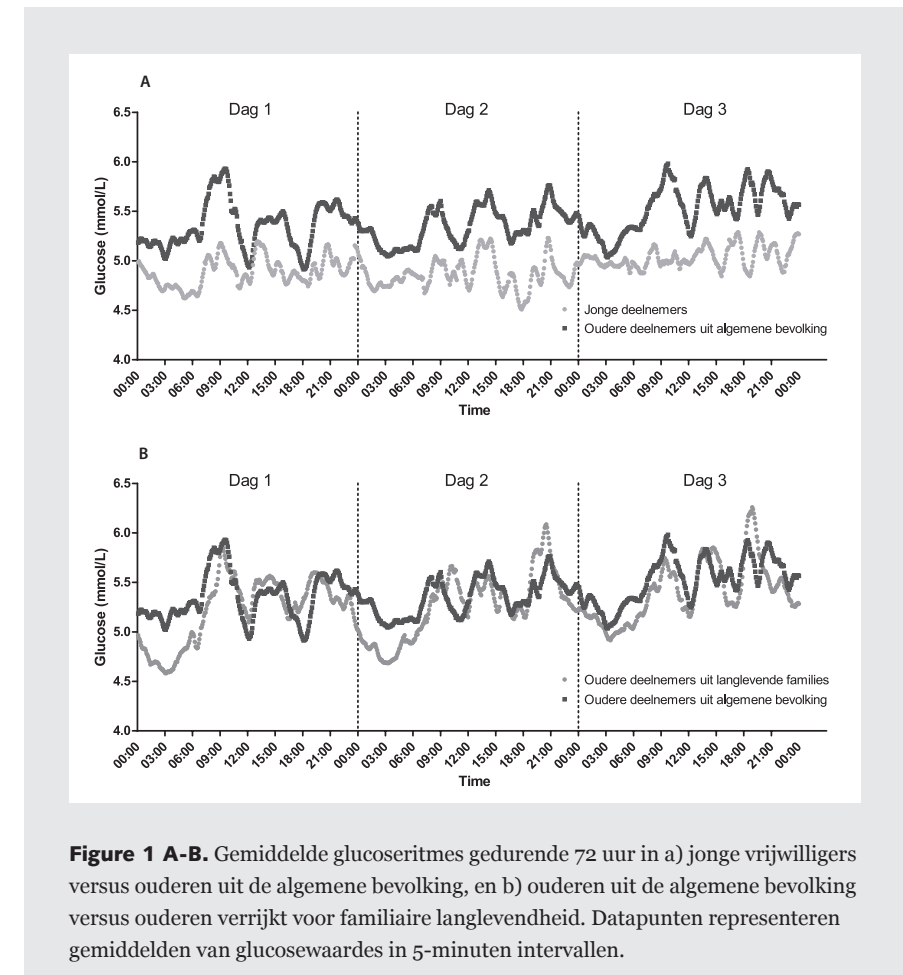 A
Dag 1 Dag 2 Dag 3
Glucose (mmol/L)
6.5
6.0
5.5
5.0
4.5
4.0
Jonge deelnemers
Oudere deelnemers uit algemene bevolking
00:00 03:00 06:00 09:00 12:00 15:00 18:00 21:00 00:00 03:00 06:00 09:00 12:00 15:00 18:00 21:00 00:00 03:00 06:00 09:00 12:00 15:00 18:00 21:00 00:00
Time
B
Dag 1 Dag 2 Dag 3
Glucose (mmol/L)
6.5
6.0
5.5
5.0
4.5
4.0
Oudere deelnemers uit langlevende families
Oudere deelnemers uit algemene bevolking
00:00 03:00 06:00 09:00 12:00 15:00 18:00 21:00 00:00 03:00 06:00 09:00 12:00 15:00 18:00 21:00 00:00 03:00 06:00 09:00 12:00 15:00 18:00 21:00 00:00
Time
Figure 1 A-B. Gemiddelde glucoseritmes gedurende 72 uur in a) jonge vrijwilligers
versus ouderen uit de algemene bevolking, en b) ouderen uit de algemene bevolking
versus ouderen verrijkt voor familiaire langlevendheid. Datapunten representeren
gemiddelden van glucosewaardes in 5-minuten intervallen.